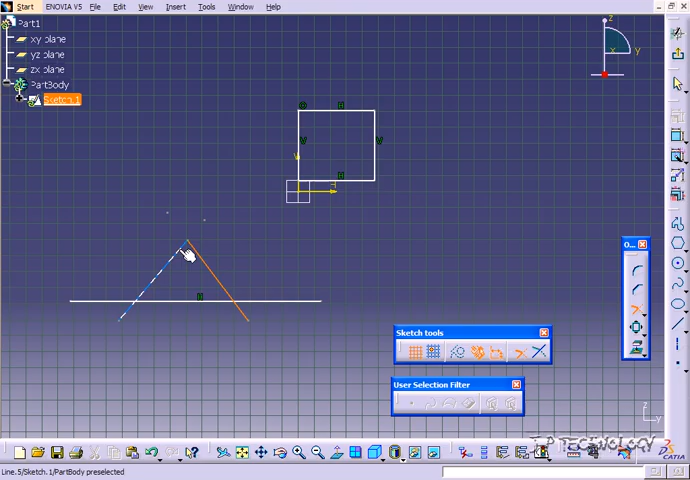 Start ENOVIA V5 File Edit View Insert Tools Window Help
Part1
xy plane
yz plane
zx plane
PartBody
Sketch.1
z
x
y
H
V
V
V
H
H
H
Sketch tools
O...
User Selection Filter
z
y
J.P TECHNOLOGY
CATIA
Line.5/Sketch.1/PartBody preselected